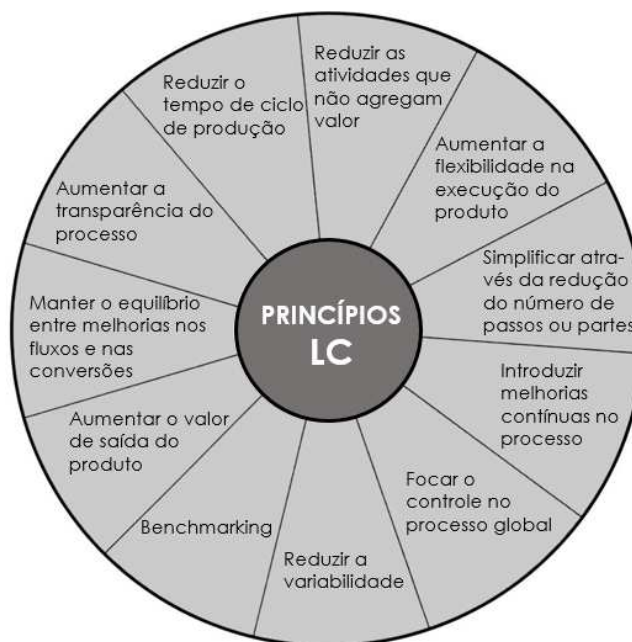 Reduzir as
atividades que
não agregam
valor
Aumentar a
flexibilidade na
execução do
produto
Simplificar atra-
vés da redução
do número de
passos ou partes
Introduzir
melhorias
contínuas no
processo
Focar o
controle no
processo global
Reduzir a
variabilidade
Benchmarking
Aumentar o valor
de saída do
produto
Manter o equilíbrio
entre melhorias nos
fluxos e nas
conversões
Aumentar a
transparência do
processo
Reduzir o
tempo de ciclo
de produção
PRINCÍPIOS
LC